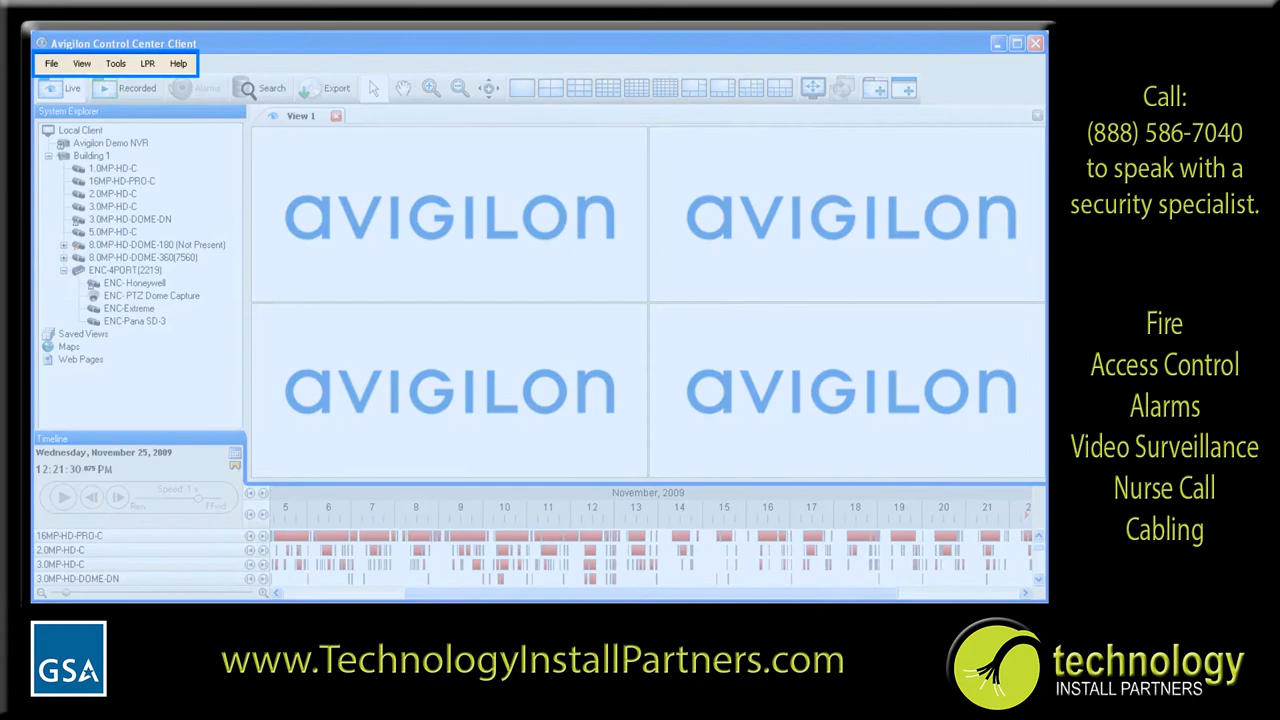 Avigilon Control Center Client
File View Tools LPR Help
Live Recorded Alarms Search Export
System Explorer
View 1
Local Client
Avigilon Demo NVR
Building 1
1.0MP-HD-C
16MP-HD-PRO-C
2.0MP-HD-C
3.0MP-HD-C
3.0MP-HD-DOME-DN
5.0MP-HD-C
8.0MP-HD-DOME-180 (Not Present)
8.0MP-HD-DOME-360(7560)
ENC-4PORT(2219)
ENC- Honeywell
ENC- PTZ Dome Capture
ENC-Extreme
ENC-Pana SD-3
Saved Views
Maps
Web Pages
avigilon avigilon
avigilon avigilon
Timeline
Wednesday, November 25, 2009
12:21:30.875 PM
Speed: 1 x
Rew FFwd
November, 2009
5 6 7 8 9 10 11 12 13 14 15 16 17 18 19 20 21 2
16MP-HD-PRO-C
2.0MP-HD-C
3.0MP-HD-C
3.0MP-HD-DOME-DN
Call:
(888) 586-7040
to speak with a
security specialist.
Fire
Access Control
Alarms
Video Surveillance
Nurse Call
Cabling
GSA
www.TechnologyInstallPartners.com
technology
INSTALL PARTNERS